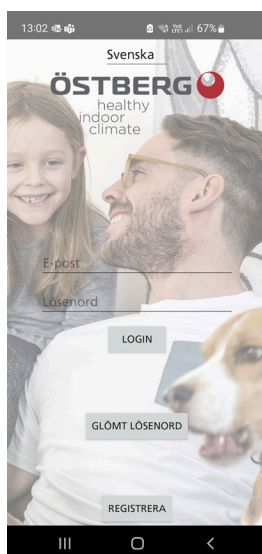 13:02 67%
Svenska
ÖSTBERG
healthy
indoor
climate
E-post
Lösenord
LOGIN
GLÖMT LÖSENORD
REGISTRERA